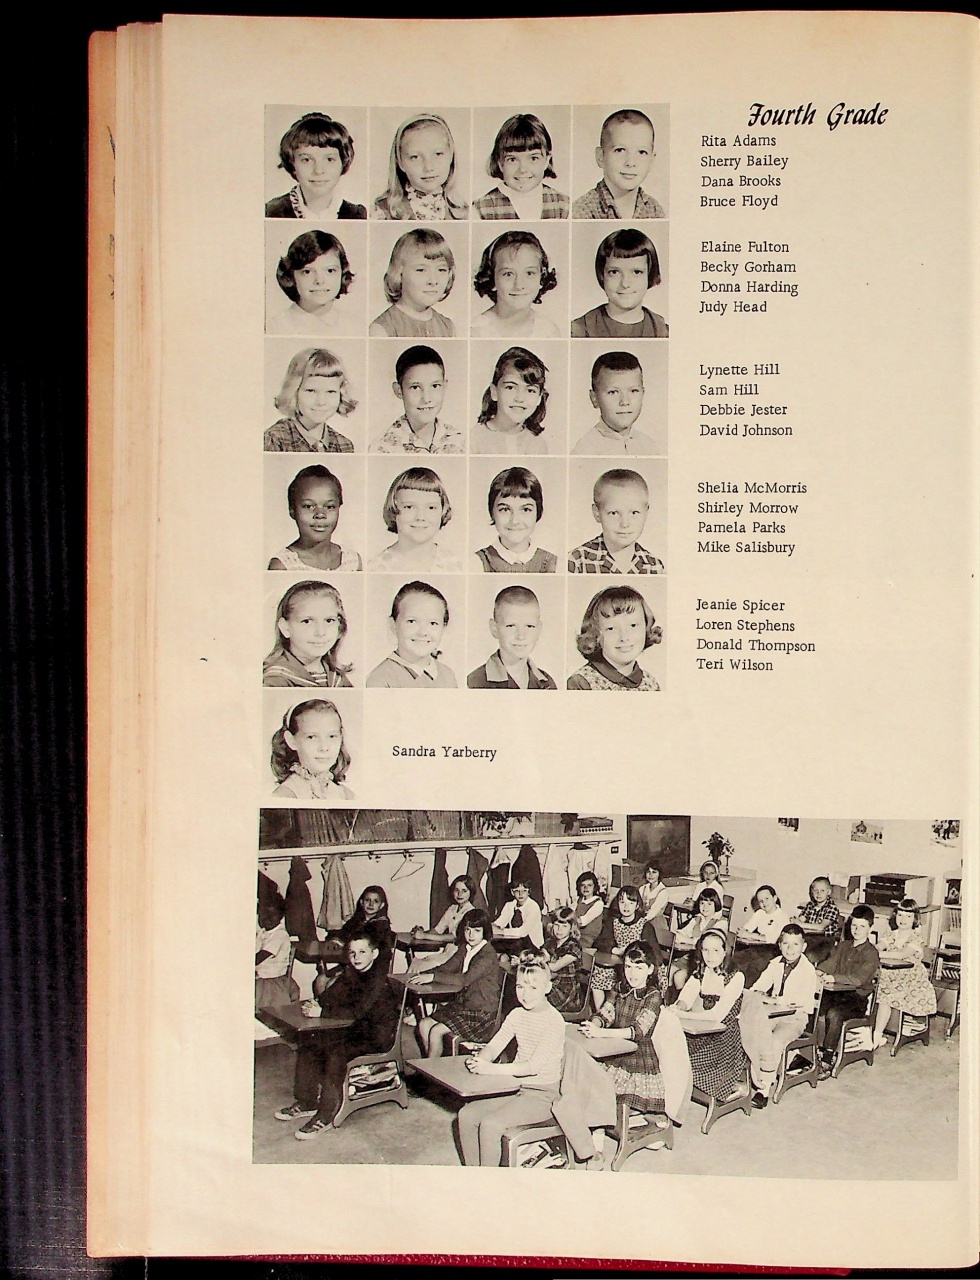 Fourth Grade
Rita Adams
Sherry Bailey
Dana Brooks
Bruce Floyd
Elaine Fulton
Becky Gorham
Donna Harding
Judy Head
Lynette Hill
Sam Hill
Debbie Jester
David Johnson
Shelia McMorris
Shirley Morrow
Pamela Parks
Mike Salisbury
Jeanie Spicer
Loren Stephens
Donald Thompson
Teri Wilson
Sandra Yarberry